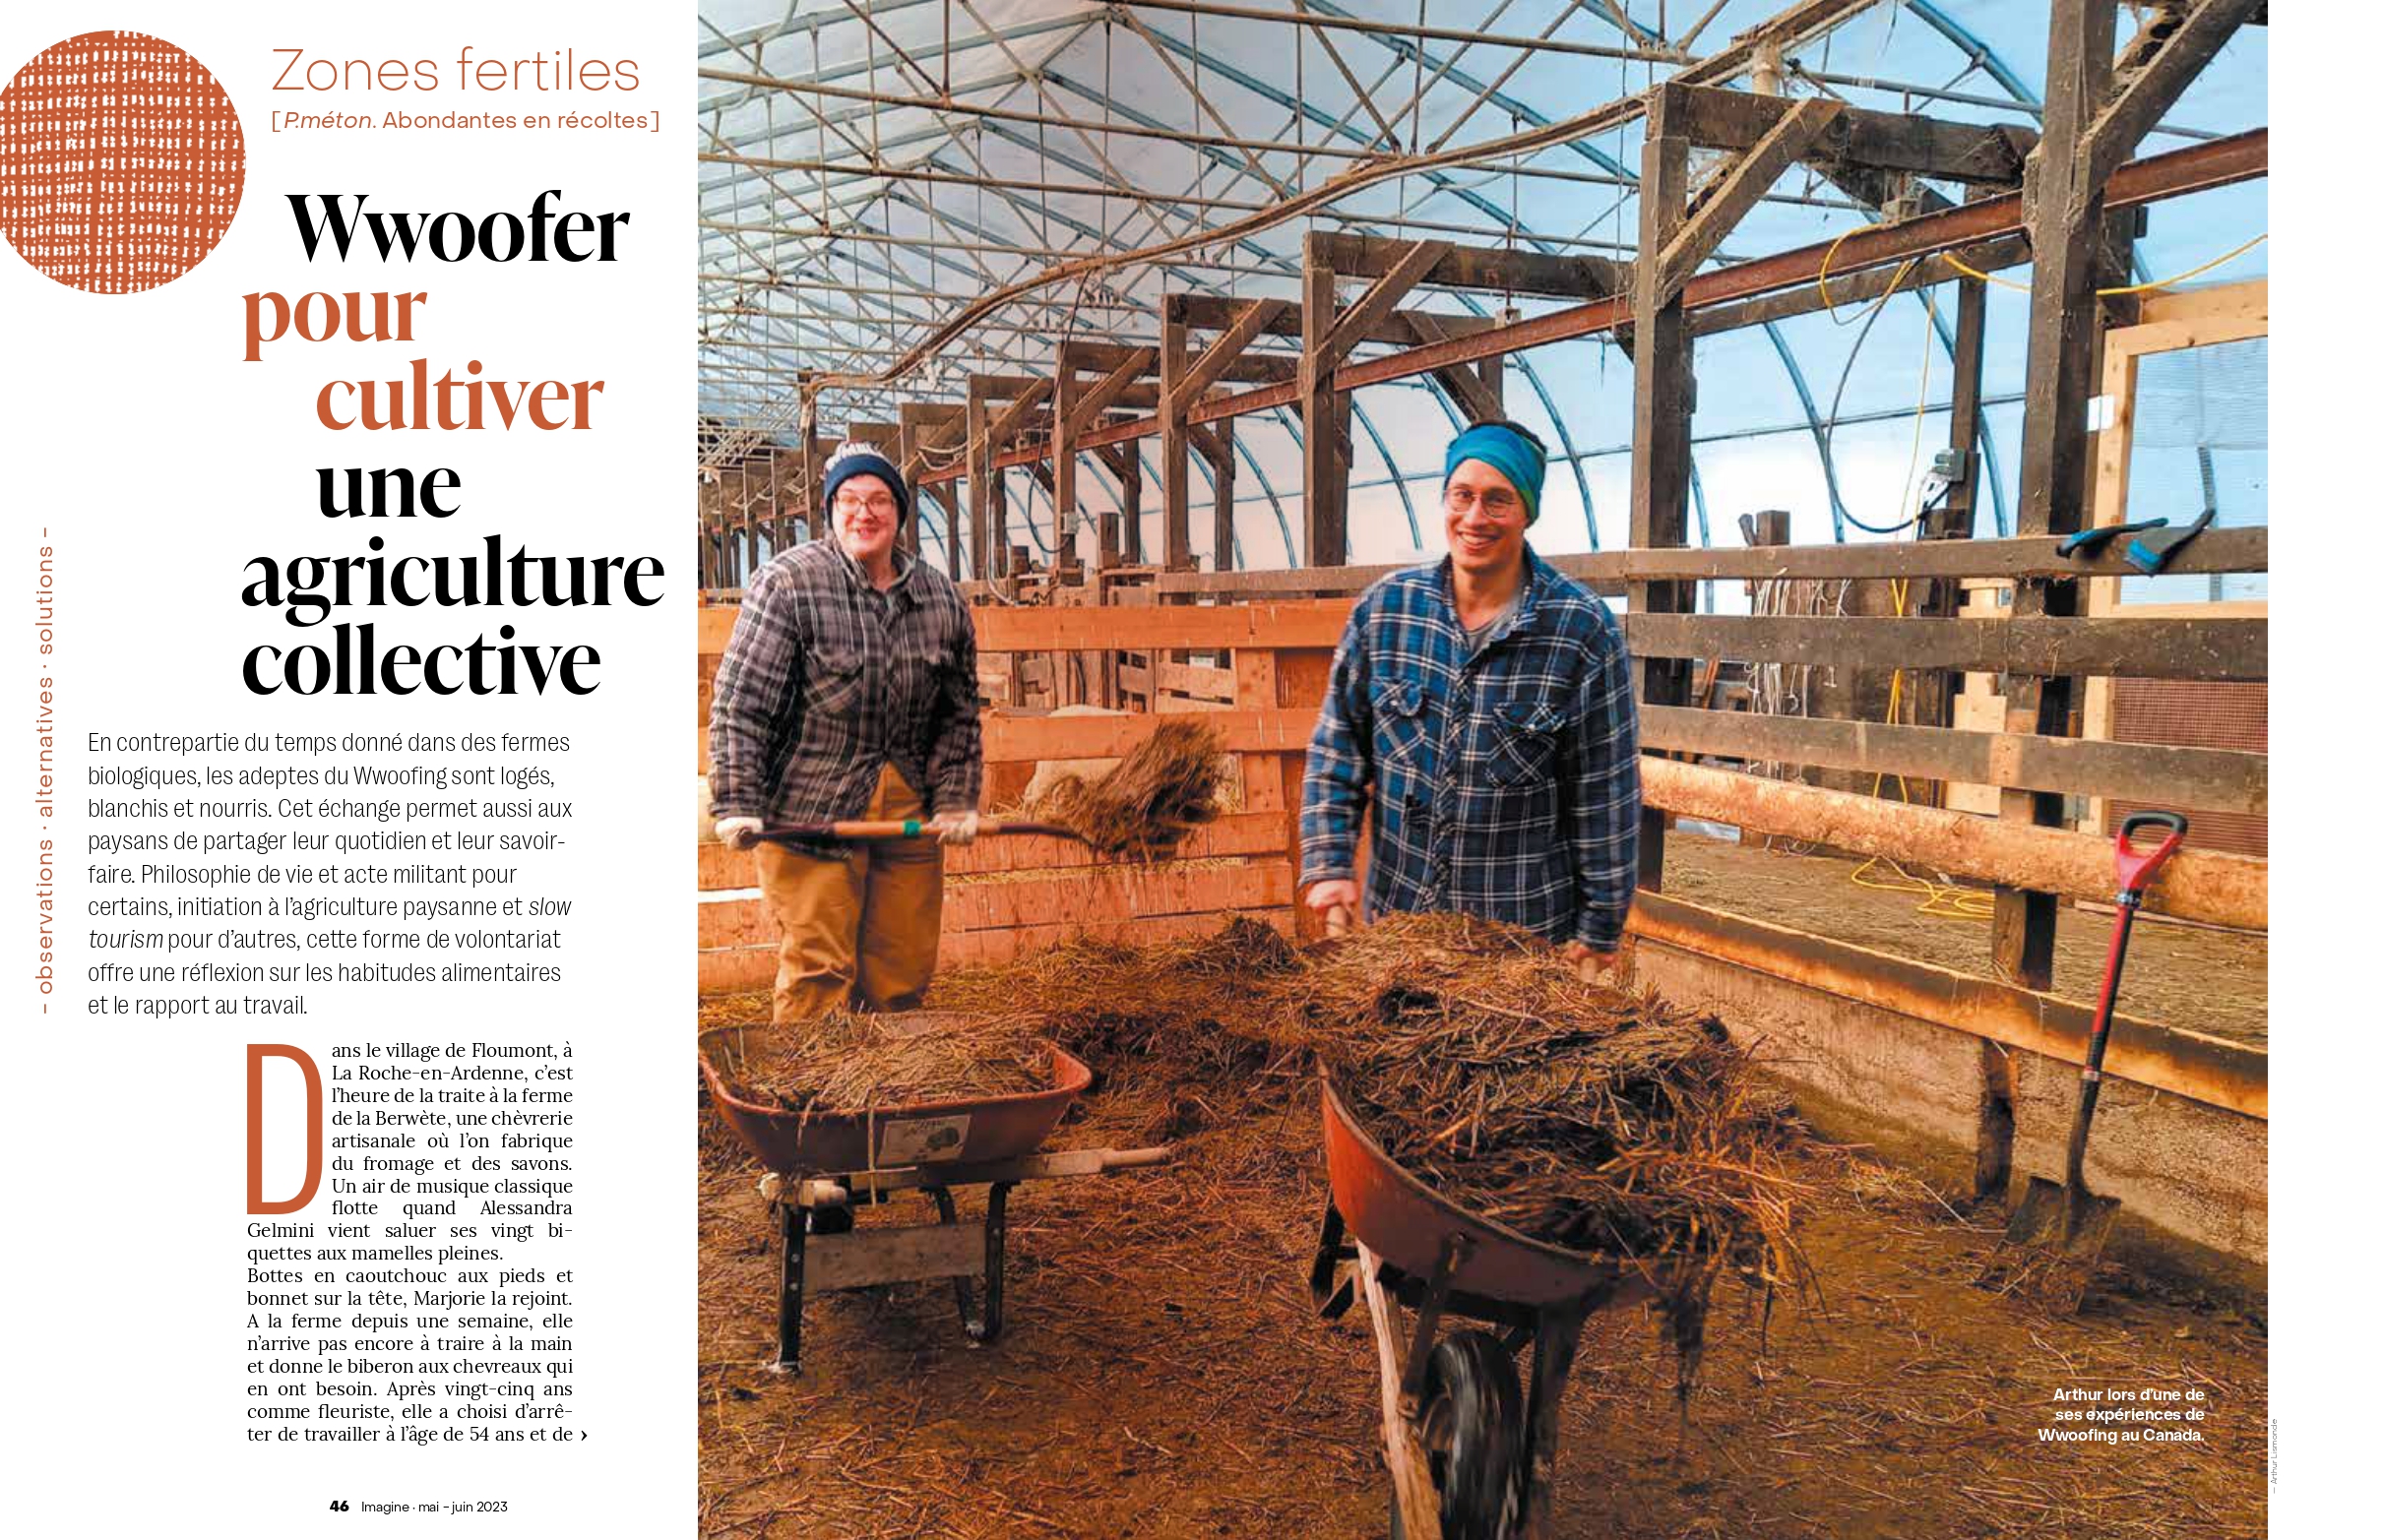 Zones fertiles
[P.méton. Abondantes en récoltes]
Wwoofer
pour
cultiver
une
agriculture
collective
– observations · alternatives · solutions –
En contrepartie du temps donné dans des fermes
biologiques, les adeptes du Wwoofing sont logés,
blanchis et nourris. Cet échange permet aussi aux
paysans de partager leur quotidien et leur savoir-
faire. Philosophie de vie et acte militant pour
certains, initiation à l’agriculture paysanne et slow
tourism pour d’autres, cette forme de volontariat
offre une réflexion sur les habitudes alimentaires
et le rapport au travail.
Dans le village de Floumont, à
La Roche-en-Ardenne, c’est
l’heure de la traite à la ferme
de la Berwète, une chèvrerie
artisanale où l’on fabrique
du fromage et des savons.
Un air de musique classique
flotte quand Alessandra
Gelmini vient saluer ses vingt bi-
quettes aux mamelles pleines.
Bottes en caoutchouc aux pieds et
bonnet sur la tête, Marjorie la rejoint.
A la ferme depuis une semaine, elle
n’arrive pas encore à traire à la main
et donne le biberon aux chevreaux qui
en ont besoin. Après vingt-cinq ans
comme fleuriste, elle a choisi d’arrê-
ter de travailler à l’âge de 54 ans et de ›
46 Imagine · mai – juin 2023
Arthur lors d’une de
ses expériences de
Wwoofing au Canada.
— Arthur Lismonde